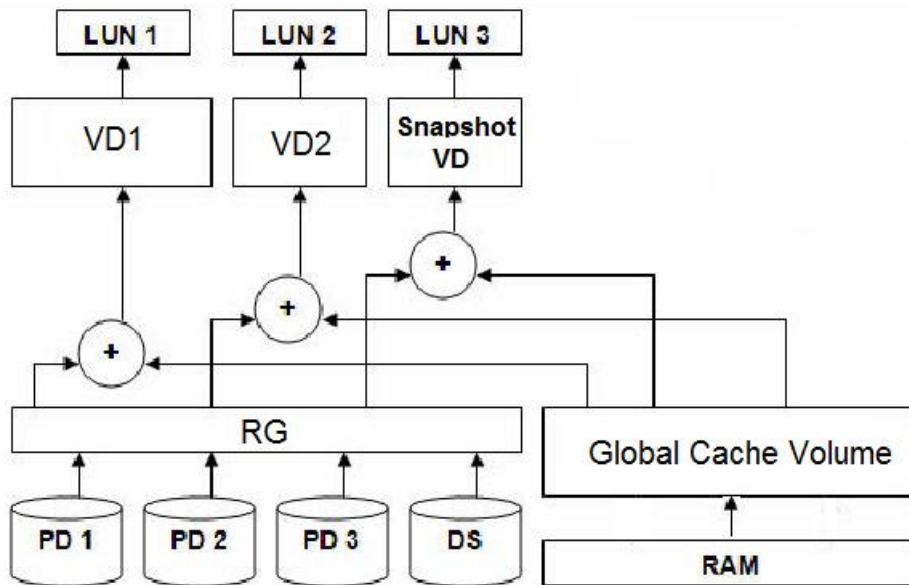 LUN 1
LUN 2
LUN 3
VD1
VD2
Snapshot
VD
+
+
+
RG
Global Cache Volume
PD 1
PD 2
PD 3
DS
RAM